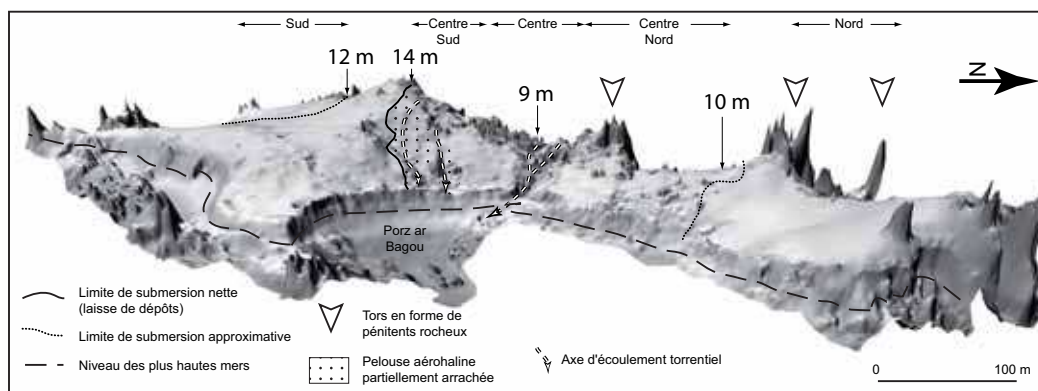 Sud
Centre
Sud
Centre
Centre
Nord
Nord
12 m
14 m
9 m
10 m
N
Porz ar
Bagou
Limite de submersion nette
(laisse de dépôts)
Limite de submersion approximative
Niveau des plus hautes mers
Tors en forme de
pénitents rocheux
Pelouse aérohaline
partiellement arrachée
Axe d'écoulement torrentiel
0 100 m